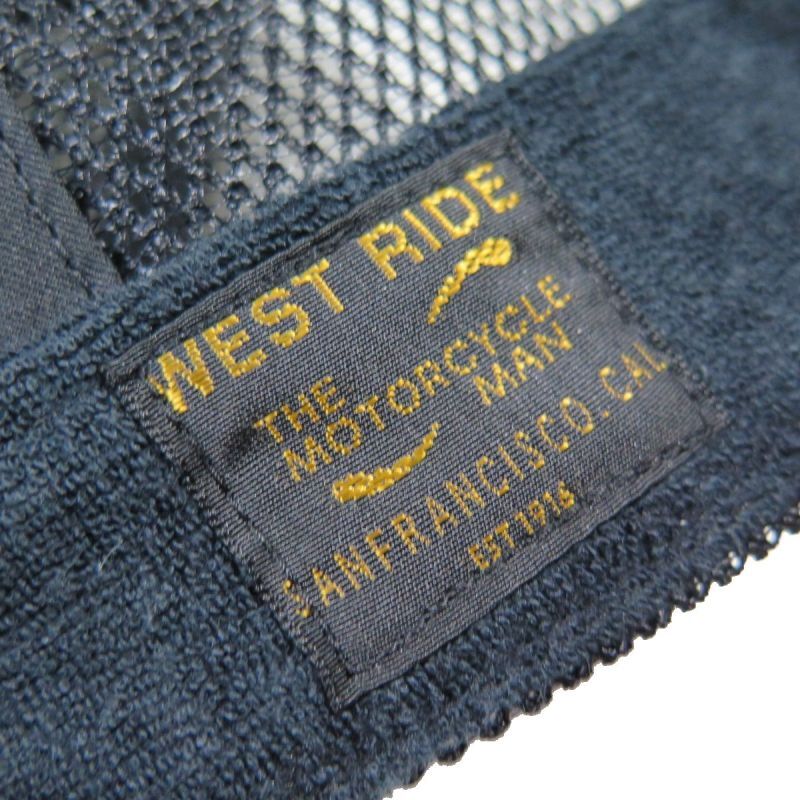 WEST RIDE
THE
MOTORCYCLE
MAN
SANFRANCISCO.CAL
EST 1916